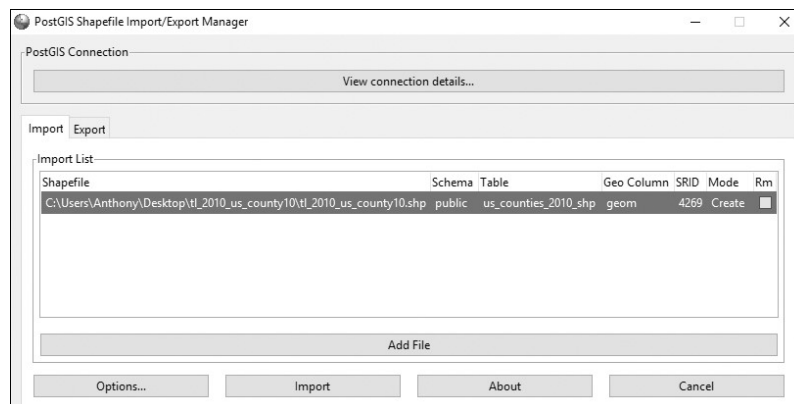 PostGIS Shapefile Import/Export Manager
PostGIS Connection
View connection details...
Import Export
Import List
Shapefile Schema Table Geo Column SRID Mode Rm
C:\Users\Anthony\Desktop\tl_2010_us_county10\tl_2010_us_county10.shp public us_counties_2010_shp geom 4269 Create
Add File
Options... Import About Cancel